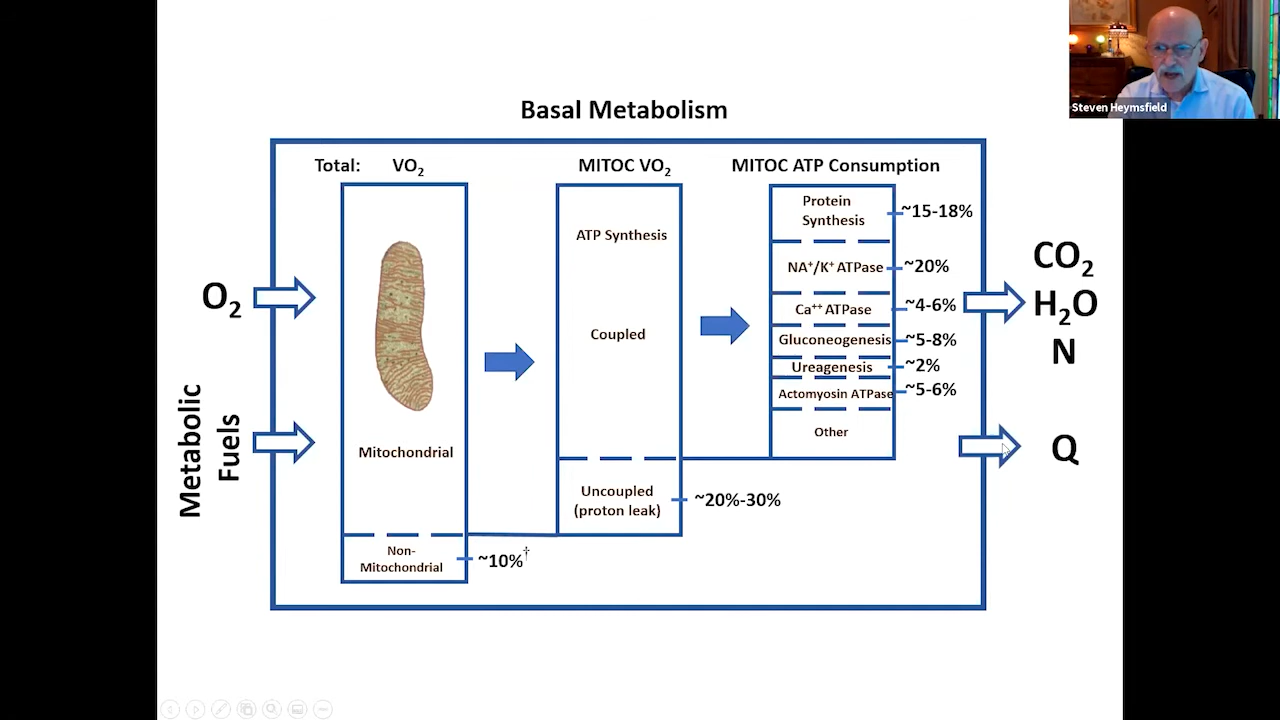 Steven Heymsfield
Basal Metabolism
Total: VO₂
MITOC VO₂
MITOC ATP Consumption
O₂
Metabolic
Fuels
Mitochondrial
Non-
Mitochondrial
~10%†
ATP Synthesis
Coupled
Uncoupled
(proton leak)
~20%-30%
Protein
Synthesis
~15-18%
NA⁺/K⁺ ATPase
~20%
Ca⁺⁺ ATPase
~4-6%
Gluconeogenesis
~5-8%
Ureagenesis
~2%
Actomyosin ATPase
~5-6%
Other
CO₂
H₂O
N
Q